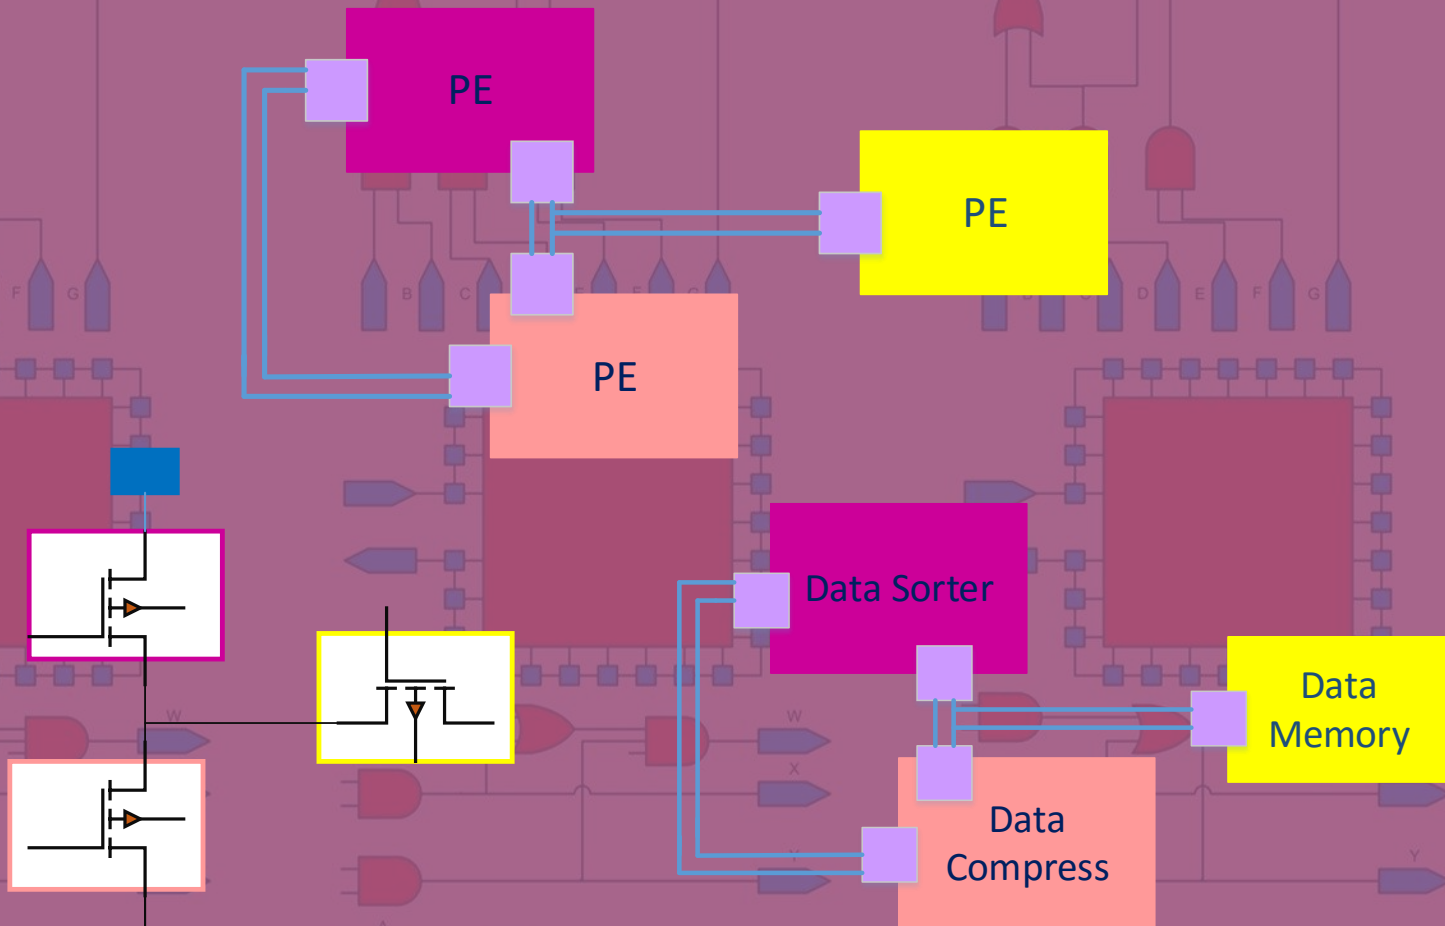 PE
PE
F
G
B
C
E
F
G
D
E
F
G
PE
Data Sorter
Data
Memory
W
W
X
Data
Compress
Y
Y